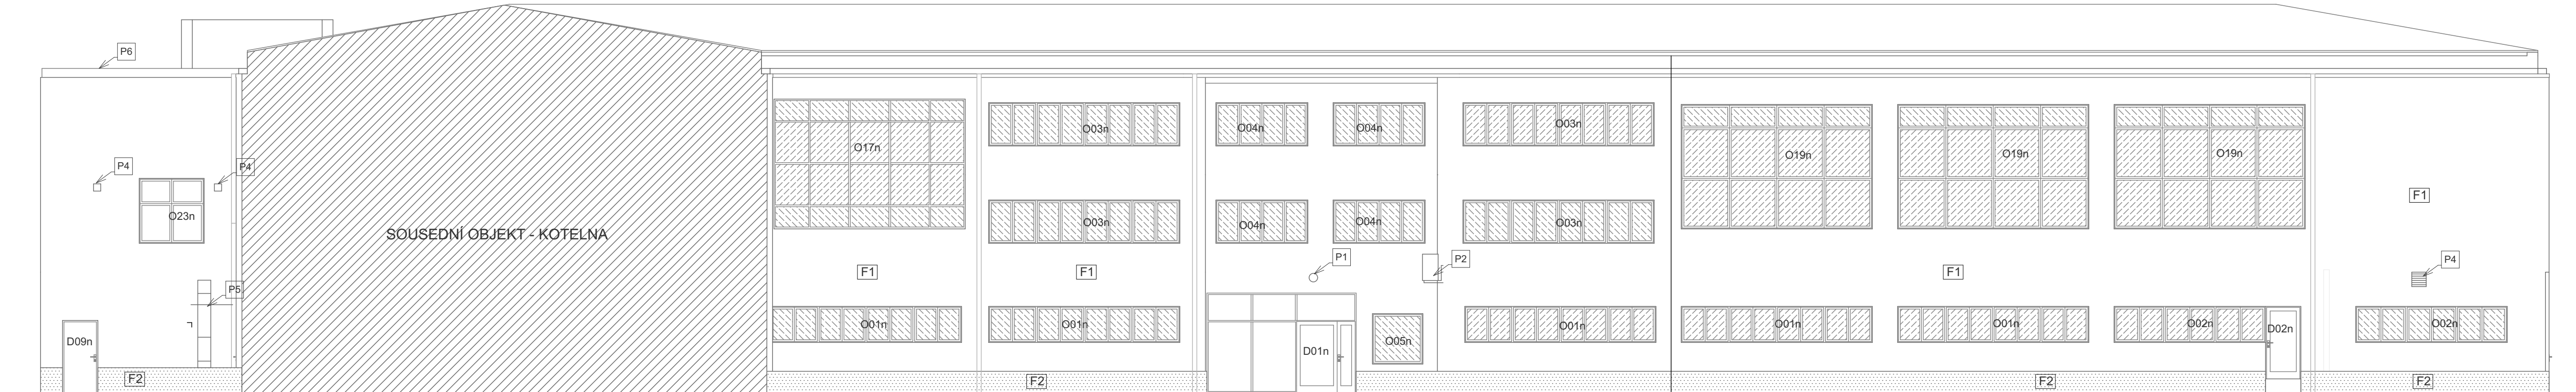 P6
O03n
O04n
O04n
O03n
O17n
O19n
O19n
O19n
P4
P4
O23n
F1
O03n
O04n
O04n
O03n
SOUSEDNÍ OBJEKT - KOTELNA
P1
P2
P4
F1
F1
F1
P5
O01n
O01n
O01n
O01n
O01n
O02n
O02n
D02n
D09n
O05n
D01n
F2
F2
F2
F2